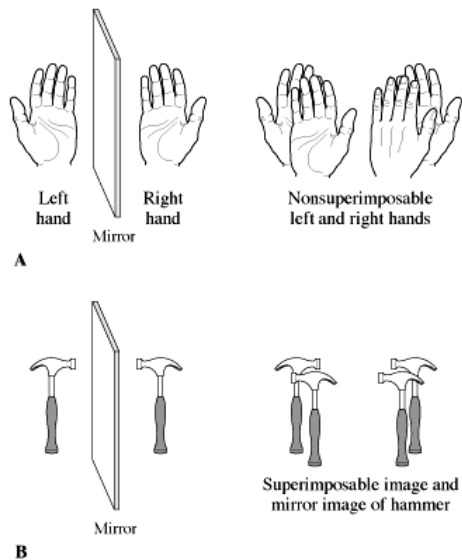 Left
hand
Right
hand
Mirror
Nonsuperimposable
left and right hands
A
Mirror
Superimposable image and
mirror image of hammer
B